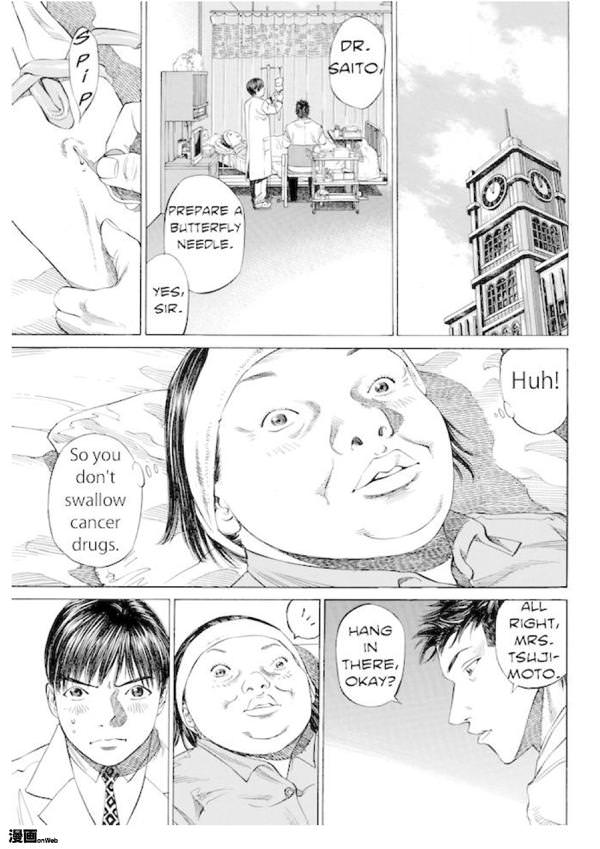 DR.
SAITO,
PREPARE A
BUTTERFLY
NEEDLE.
YES,
SIR.
SPIP
Huh!
So you
don't
swallow
cancer
drugs.
ALL
RIGHT,
MRS.
TSUJI-
MOTO.
HANG
IN
THERE,
OKAY?
漫画onWeb